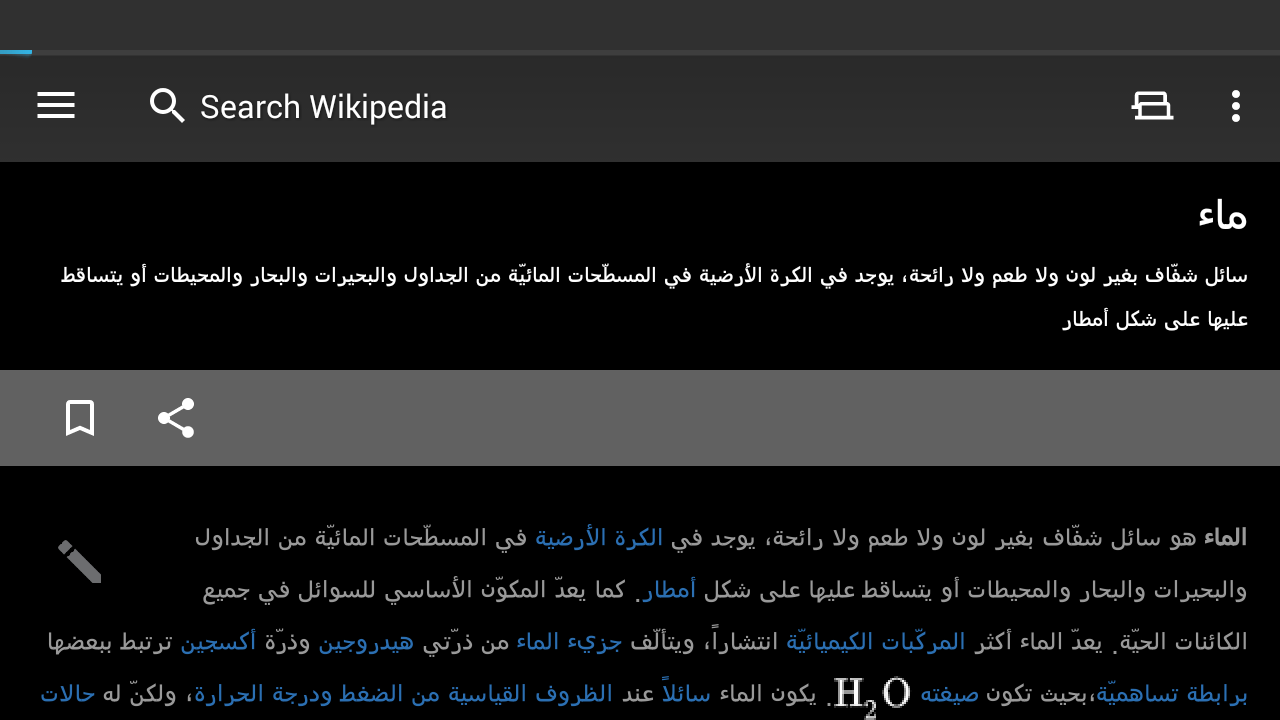 Search Wikipedia
ماء
سائل شفّاف بغير لون ولا طعم ولا رائحة، يوجد في الكرة الأرضية في المسطّحات المائيّة من الجداول والبحيرات والبحار والمحيطات أو يتساقط
عليها على شكل أمطار
الماء هو سائل شفّاف بغير لون ولا طعم ولا رائحة، يوجد في الكرة الأرضية في المسطّحات المائيّة من الجداول
والبحيرات والبحار والمحيطات أو يتساقط عليها على شكل أمطار. كما يعدّ المكوّن الأساسي للسوائل في جميع
الكائنات الحيّة. يعدّ الماء أكثر المركّبات الكيميائيّة انتشاراً، ويتألّف جزيء الماء من ذرّتي هيدروجين وذرّة أكسجين ترتبط ببعضها
برابطة تساهميّة،بحيث تكون صيغته H₂O. يكون الماء سائلاً عند الظروف القياسية من الضغط ودرجة الحرارة، ولكنّ له حالات